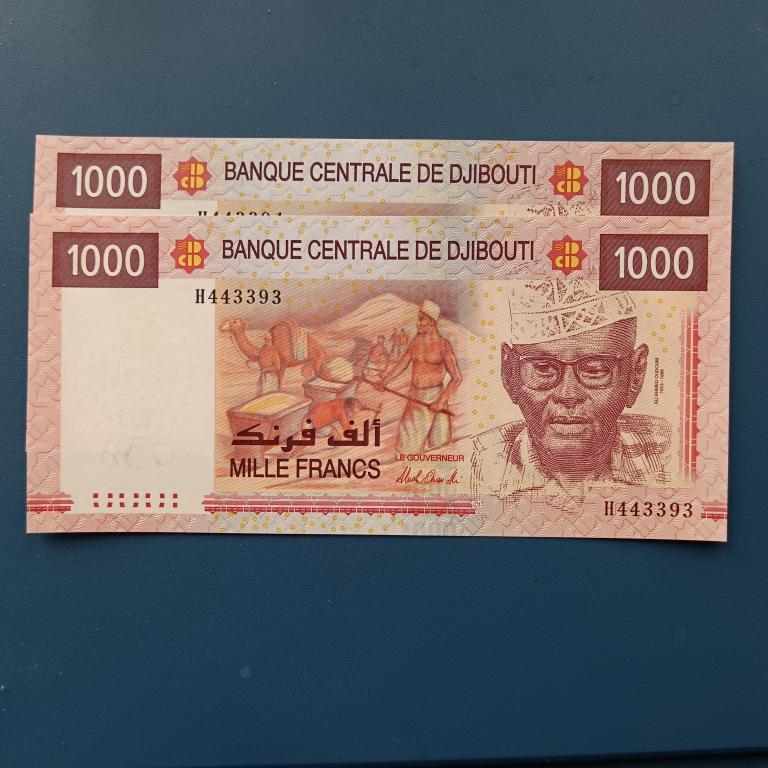 1000 BANQUE CENTRALE DE DJIBOUTI 1000
1000 BANQUE CENTRALE DE DJIBOUTI 1000
H443393
ألف فرنك
MILLE FRANCS
LE GOUVERNEUR
H443393